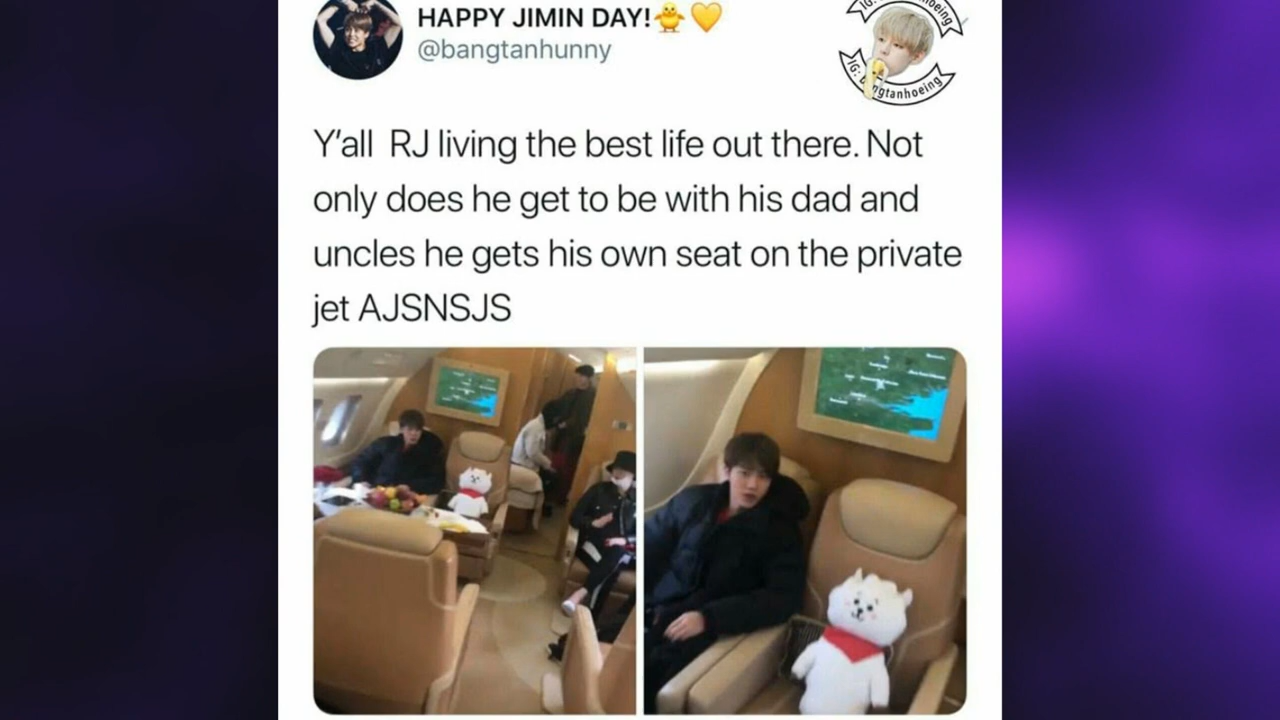 HAPPY JIMIN DAY!🐥💛
@bangtanhunny
Y'all RJ living the best life out there. Not
only does he get to be with his dad and
uncles he gets his own seat on the private
jet AJSNSJS